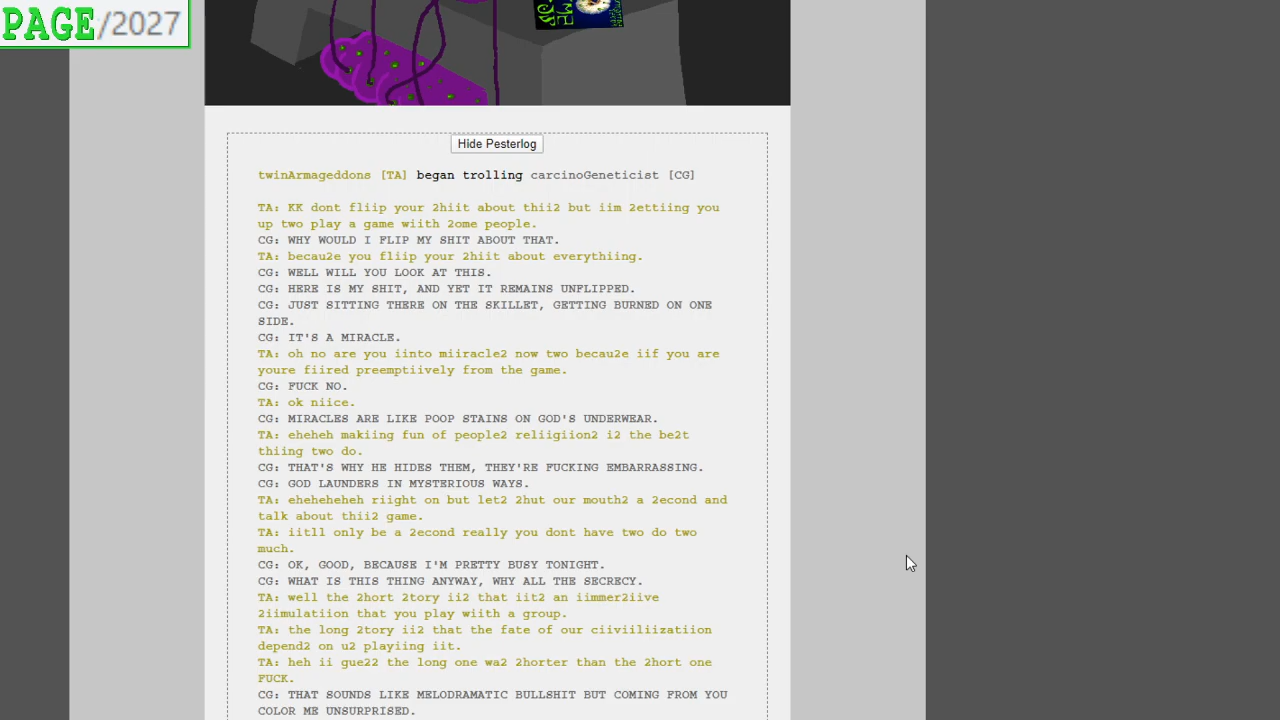 PAGE/2027
Hide Pesterlog
twinArmageddons [TA] began trolling carcinoGeneticist [CG]
TA: KK dont fliip your 2hiit about thii2 but iim 2ettiing you
up two play a game wiith 2ome people.
CG: WHY WOULD I FLIP MY SHIT ABOUT THAT.
TA: becau2e you fliip your 2hiit about everythiing.
CG: WELL WILL YOU LOOK AT THIS.
CG: HERE IS MY SHIT, AND YET IT REMAINS UNFLIPPED.
CG: JUST SITTING THERE ON THE SKILLET, GETTING BURNED ON ONE
SIDE.
CG: IT'S A MIRACLE.
TA: oh no are you iinto miiracle2 now two becau2e iif you are
youre fiired preemptiively from the game.
CG: FUCK NO.
TA: ok niice.
CG: MIRACLES ARE LIKE POOP STAINS ON GOD'S UNDERWEAR.
TA: eheheh makiing fun of people2 reliigiion2 i2 the be2t
thiing two do.
CG: THAT'S WHY HE HIDES THEM, THEY'RE FUCKING EMBARRASSING.
CG: GOD LAUNDERS IN MYSTERIOUS WAYS.
TA: eheheheheh riight on but let2 2hut our mouth2 a 2econd and
talk about thii2 game.
TA: iitll only be a 2econd really you dont have two do two
much.
CG: OK, GOOD, BECAUSE I'M PRETTY BUSY TONIGHT.
CG: WHAT IS THIS THING ANYWAY, WHY ALL THE SECRECY.
TA: well the 2hort 2tory ii2 that iit2 an iimmer2iive
2iimulatiion that you play wiith a group.
TA: the long 2tory ii2 that the fate of our ciiviiliizatiion
depend2 on u2 playiing iit.
TA: heh ii gue22 the long one wa2 2horter than the 2hort one
FUCK.
CG: THAT SOUNDS LIKE MELODRAMATIC BULLSHIT BUT COMING FROM YOU
COLOR ME UNSURPRISED.